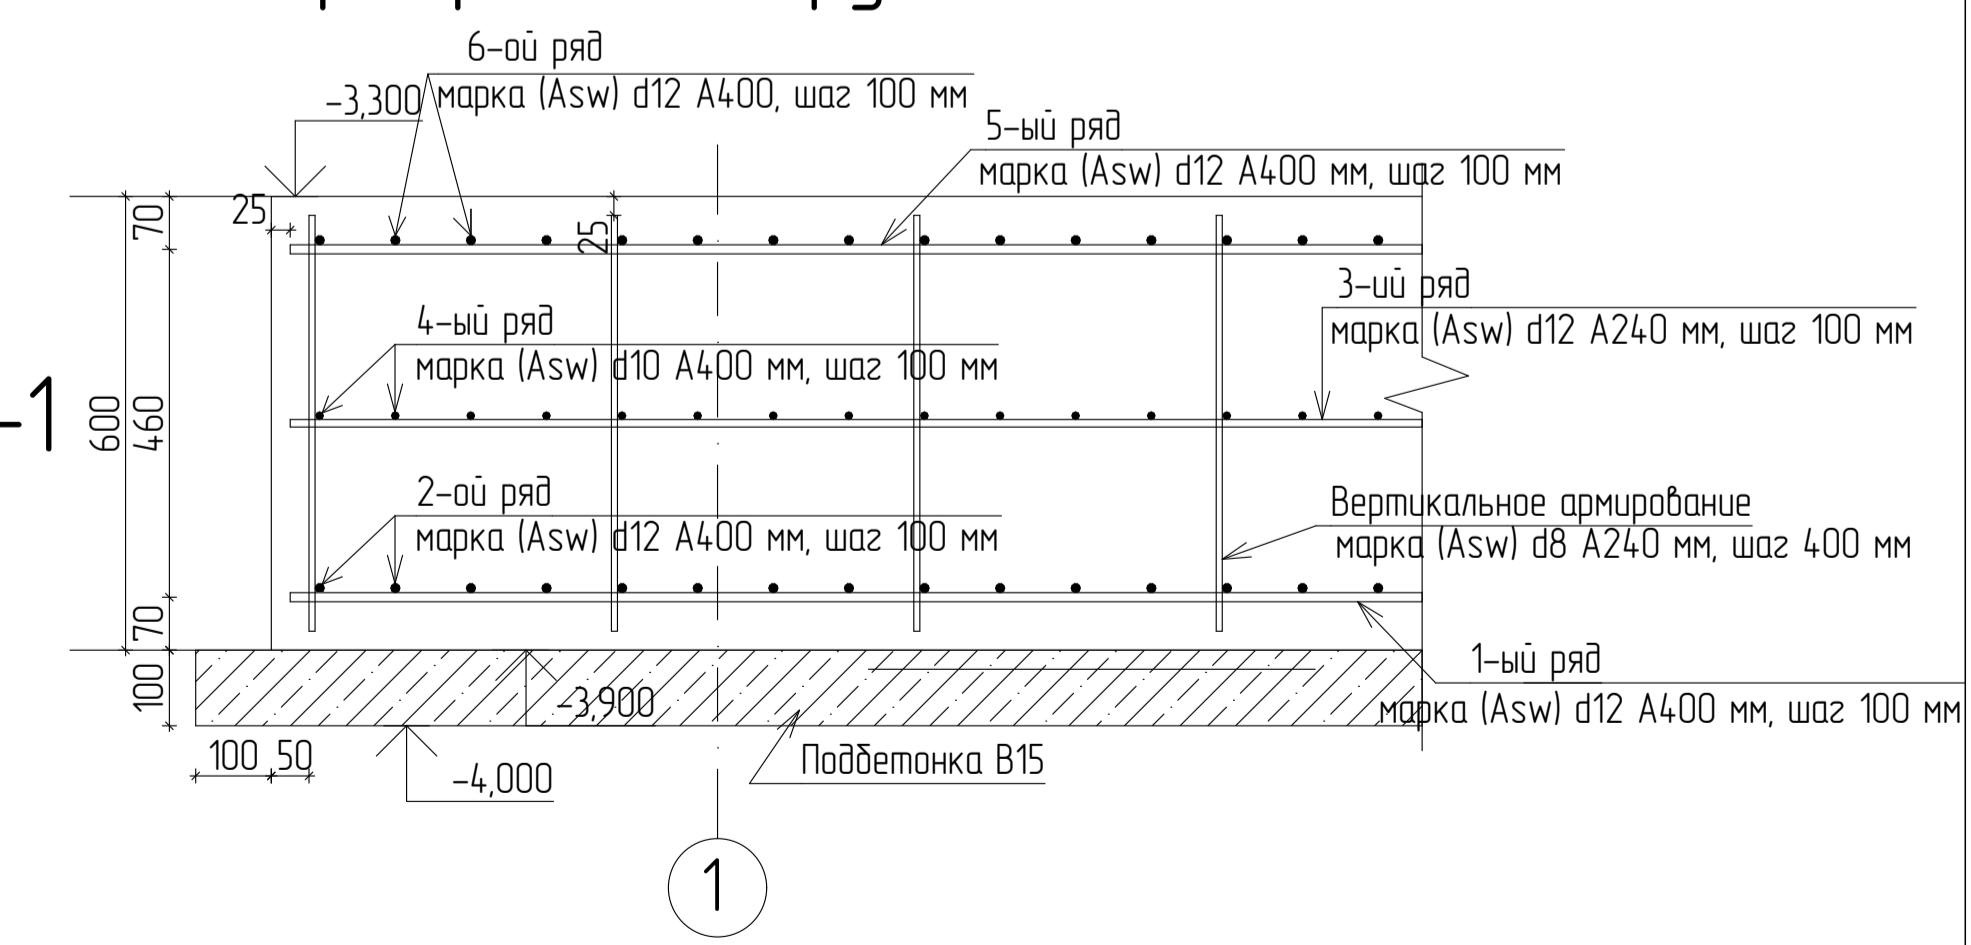 6-ой ряд
марка (Asw) d12 А400, шаг 100 мм
-3,300
5-ый ряд
марка (Asw) d12 А400 мм, шаг 100 мм
25
70
25
3-ий ряд
марка (Asw) d12 А240 мм, шаг 100 мм
4-ый ряд
марка (Asw) d10 А400 мм, шаг 100 мм
-1
600
460
2-ой ряд
марка (Asw) d12 А400 мм, шаг 100 мм
Вертикальное армирование
марка (Asw) d8 А240 мм, шаг 400 мм
70
100
1-ый ряд
марка (Asw) d12 А400 мм, шаг 100 мм
-3,900
100 50
-4,000
Подбетонка В15
1